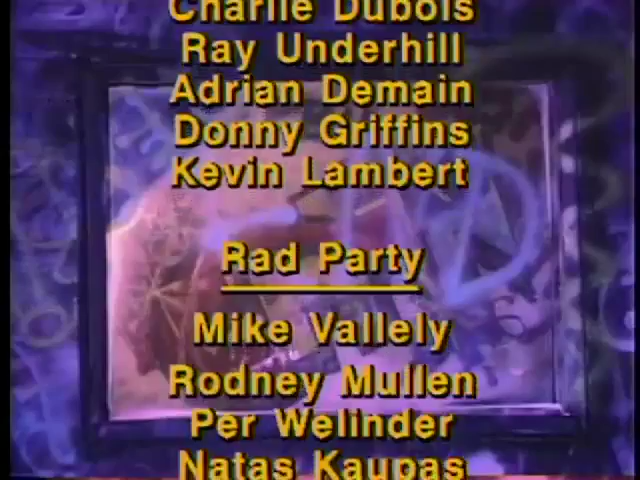 Charlie Dubois
Ray Underhill
Adrian Demain
Donny Griffins
Kevin Lambert
Rad Party
Mike Vallely
Rodney Mullen
Per Welinder
Natas Kaupas